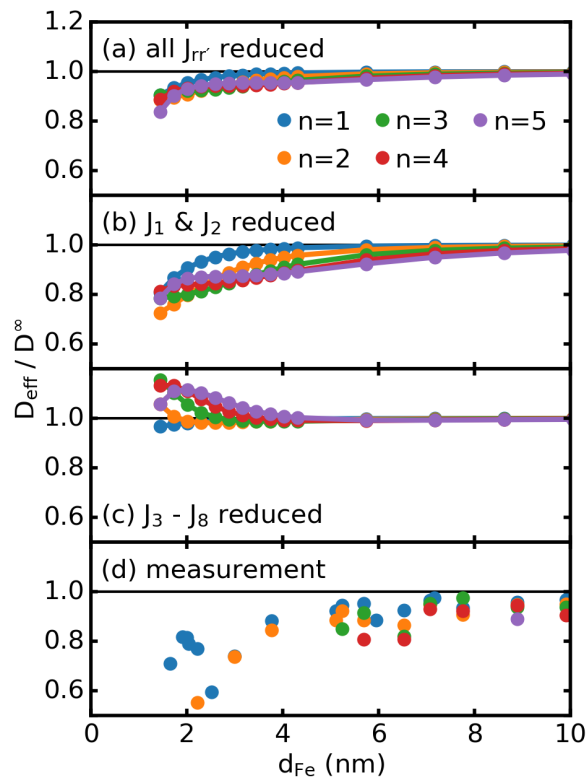 1.2
(a) all J_rr′ reduced
1.0
0.8
n=1 n=3 n=5
n=2 n=4
0.6
(b) J₁ & J₂ reduced
1.0
0.8
0.6
D_eff / D^∞
1.0
0.8
(c) J₃ - J₈ reduced
0.6
(d) measurement
1.0
0.8
0.6
0 2 4 6 8 10
d_Fe (nm)